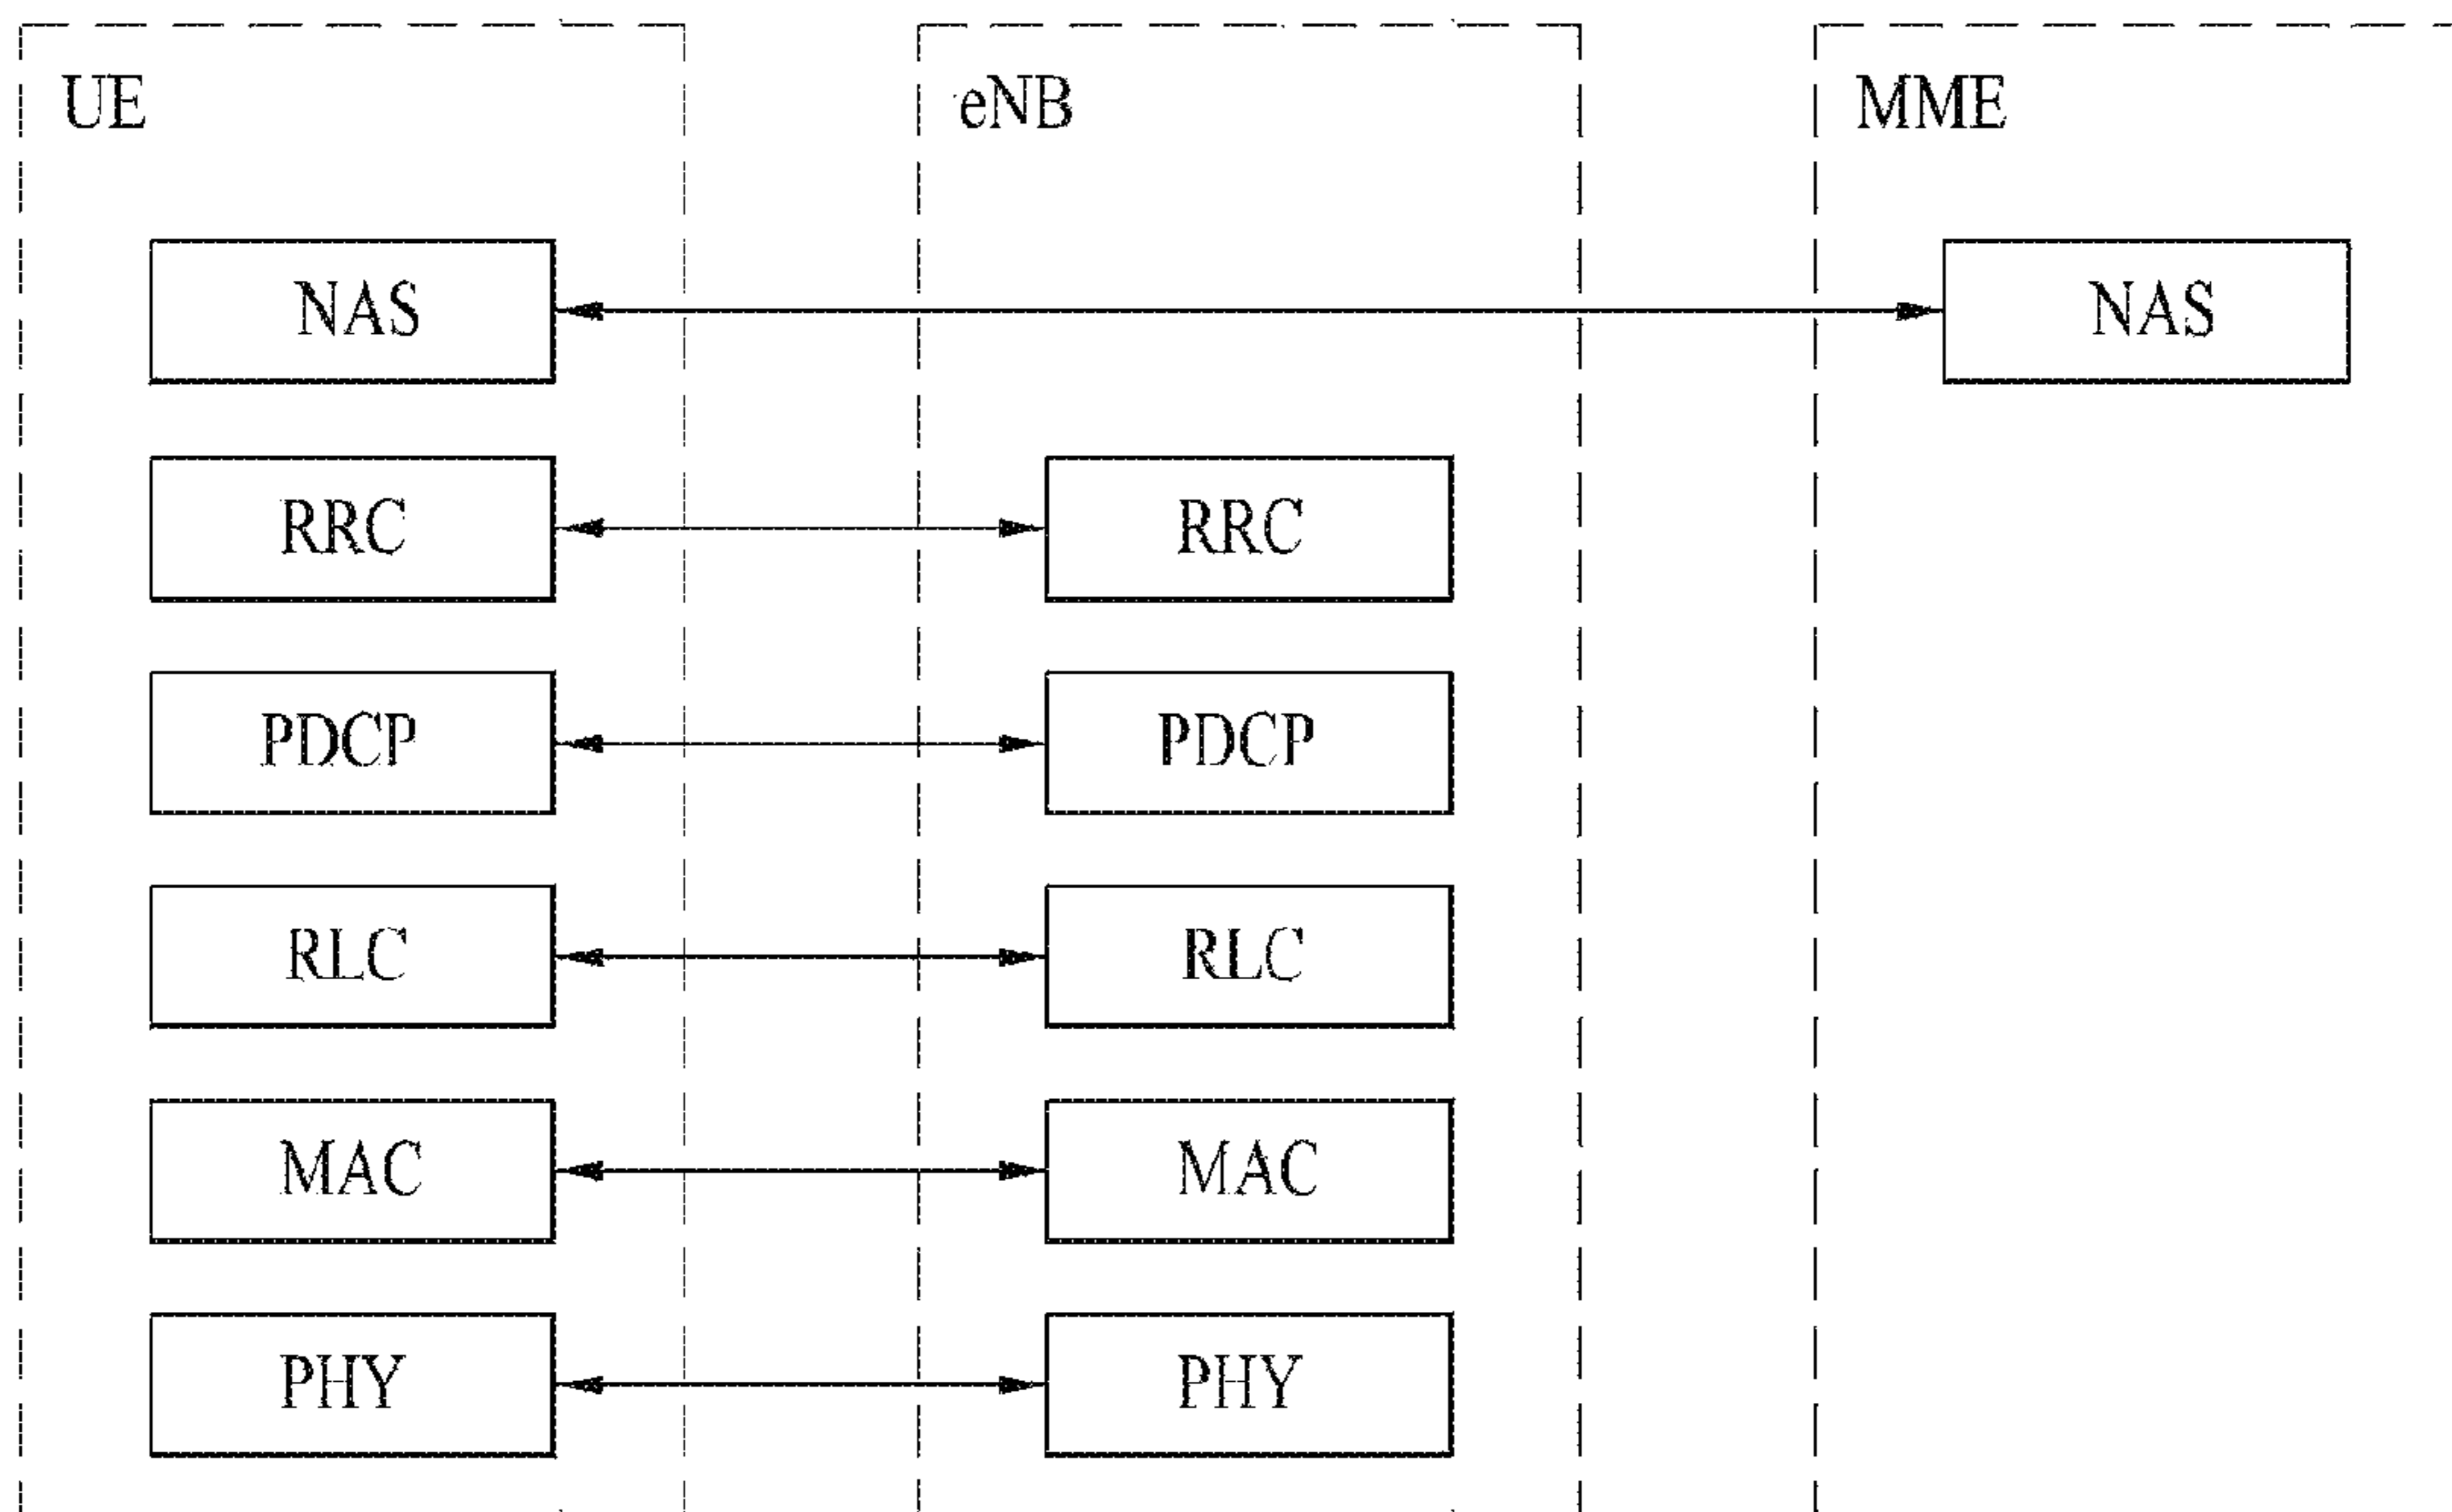 UE eNB MME
NAS NAS
RRC RRC
PDCP PDCP
RLC RLC
MAC MAC
PHY PHY